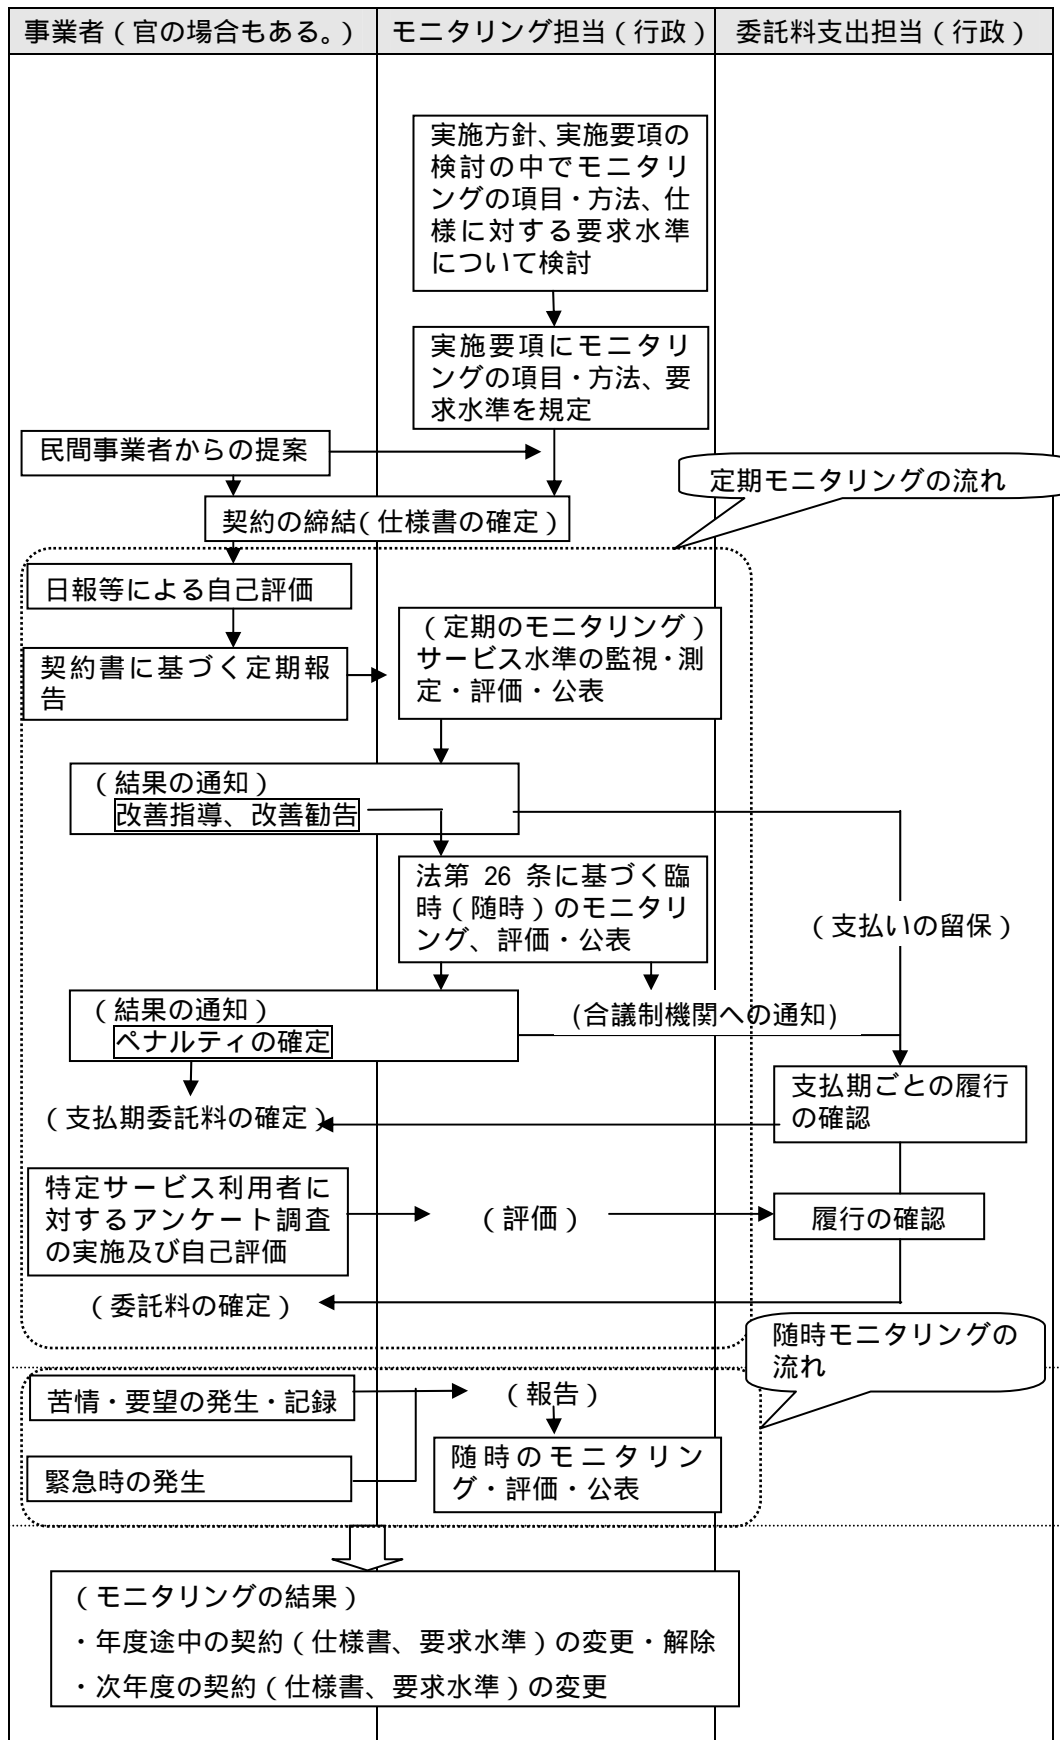 事業者（官の場合もある。）
モニタリング担当（行政）
委託料支出担当（行政）
実施方針、実施要項の
検討の中でモニタリ
ングの項目・方法、仕
様に対する要求水準
について検討
実施要項にモニタリ
ングの項目・方法、要
求水準を規定
民間事業者からの提案
定期モニタリングの流れ
契約の締結（仕様書の確定）
日報等による自己評価
（定期のモニタリング）
サービス水準の監視・測
定・評価・公表
契約書に基づく定期報
告
（結果の通知）
改善指導、改善勧告
法第 26 条に基づく臨
時（随時）のモニタリ
ング、評価・公表
（支払いの留保）
（結果の通知）
ペナルティの確定
(合議制機関への通知)
支払期ごとの履行
の確認
（支払期委託料の確定）
特定サービス利用者に
対するアンケート調査
の実施及び自己評価
（評価）
履行の確認
（委託料の確定）
随時モニタリングの
流れ
苦情・要望の発生・記録
（報告）
緊急時の発生
随時のモニタリン
グ・評価・公表
（モニタリングの結果）
・年度途中の契約（仕様書、要求水準）の変更・解除
・次年度の契約（仕様書、要求水準）の変更